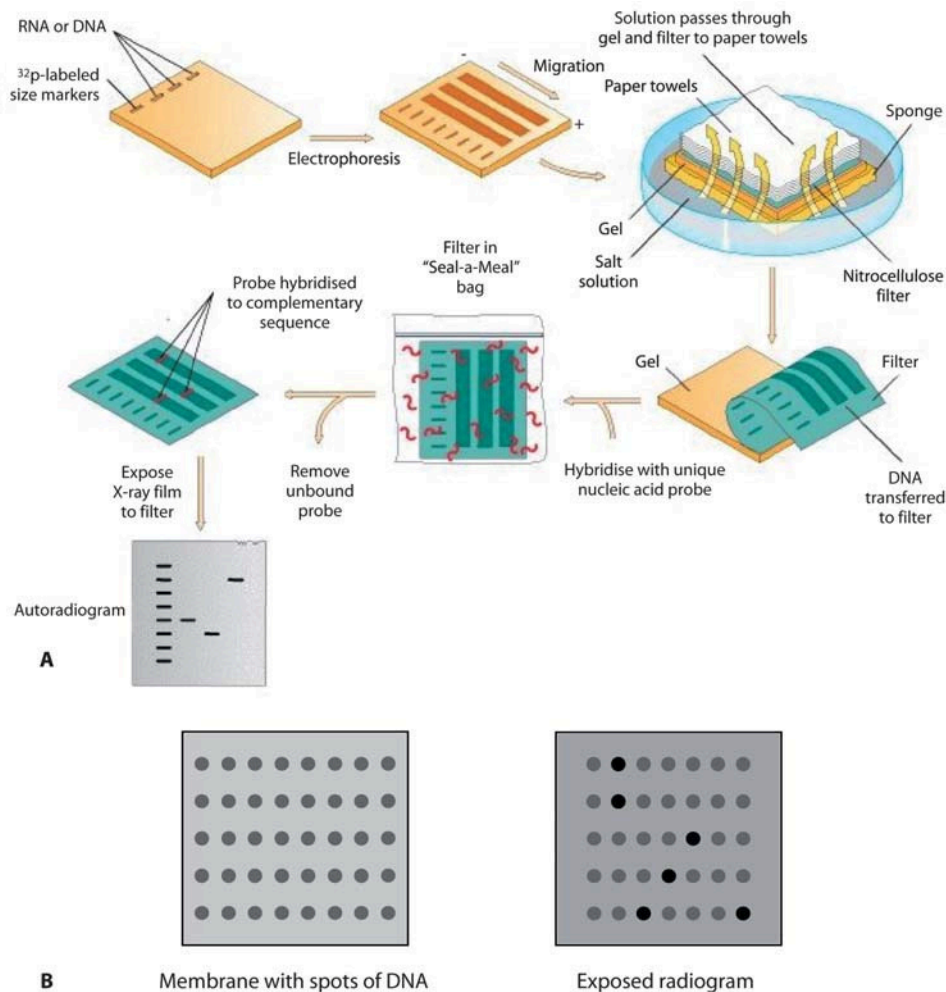 RNA or DNA
³²p-labeled
size markers
Electrophoresis
-
Migration
+
Solution passes through
gel and filter to paper towels
Paper towels
Sponge
Gel
Salt
solution
Nitrocellulose
filter
Gel
Filter
DNA
transferred
to filter
Hybridise with unique
nucleic acid probe
Filter in
“Seal-a-Meal”
bag
Remove
unbound
probe
Probe hybridised
to complementary
sequence
Expose
X-ray film
to filter
Autoradiogram
A
B
Membrane with spots of DNA
Exposed radiogram